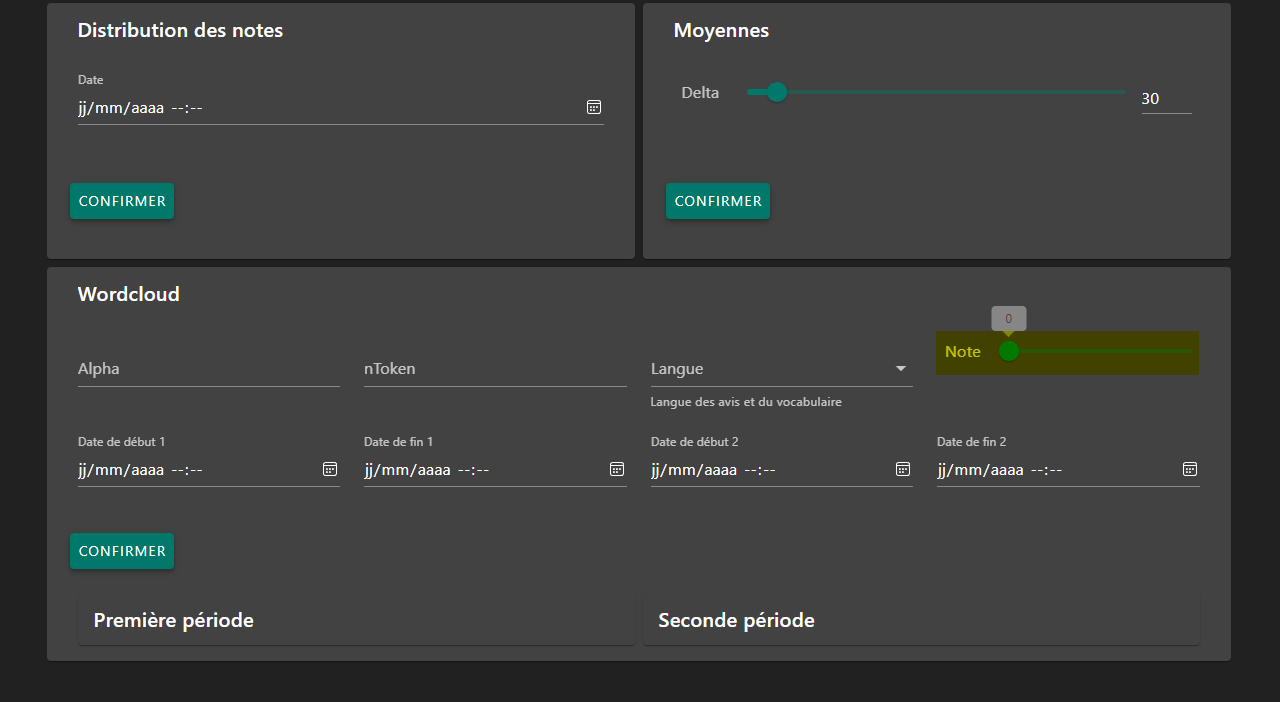 Distribution des notes
Date
jj/mm/aaaa --:--
CONFIRMER
Moyennes
Delta
30
CONFIRMER
Wordcloud
Alpha
nToken
Langue
Langue des avis et du vocabulaire
0
Note
Date de début 1
jj/mm/aaaa --:--
Date de fin 1
jj/mm/aaaa --:--
Date de début 2
jj/mm/aaaa --:--
Date de fin 2
jj/mm/aaaa --:--
CONFIRMER
Première période
Seconde période